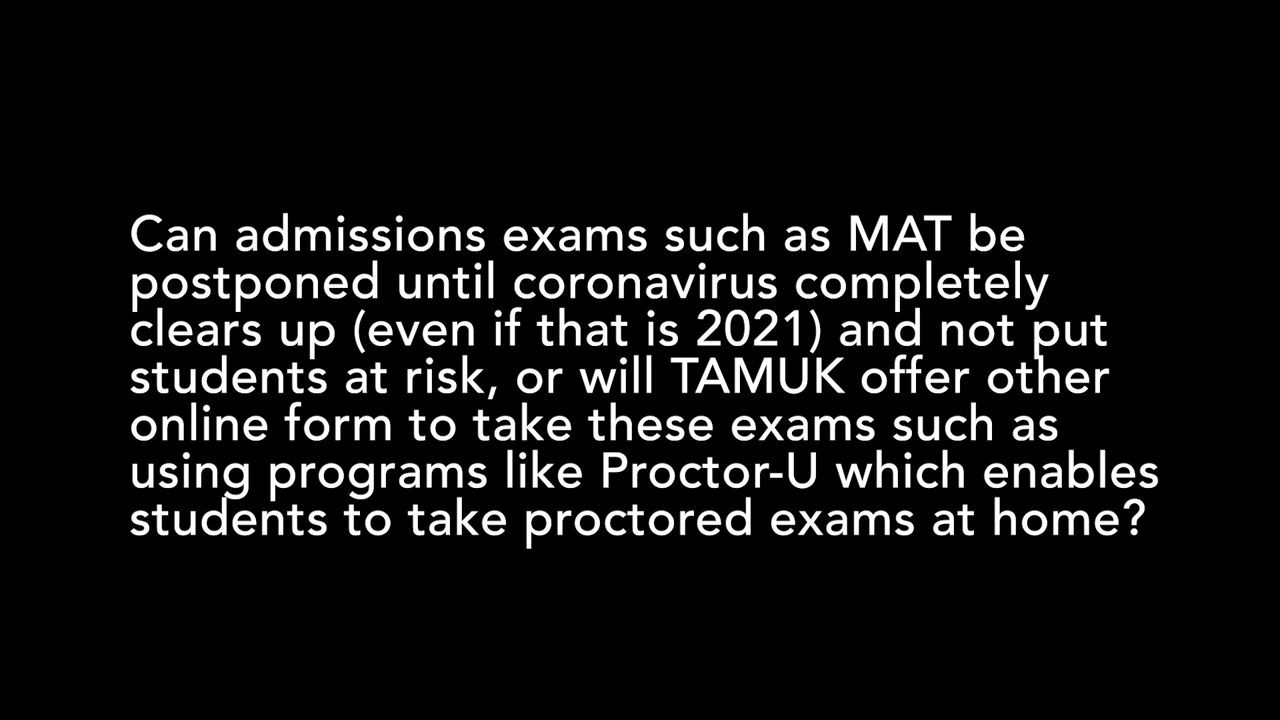 Can admissions exams such as MAT be
postponed until coronavirus completely
clears up (even if that is 2021) and not put
students at risk, or will TAMUK offer other
online form to take these exams such as
using programs like Proctor-U which enables
students to take proctored exams at home?